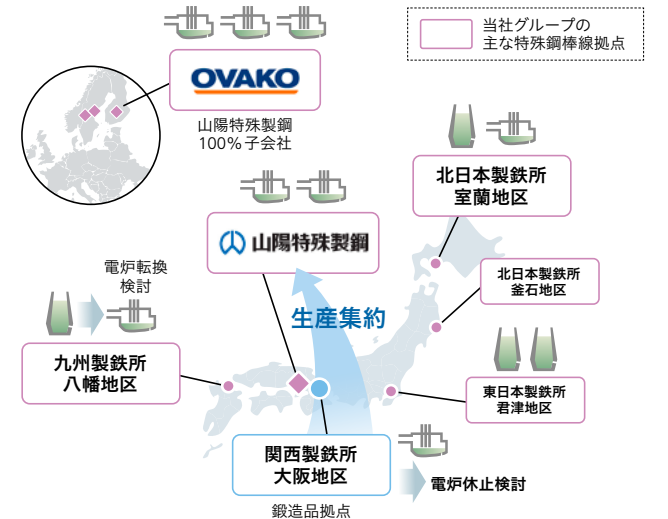 当社グループの
主な特殊鋼棒線拠点
OVAKO
山陽特殊製鋼
100%子会社
北日本製鉄所
室蘭地区
山陽特殊製鋼
電炉転換
検討
北日本製鉄所
釜石地区
生産集約
九州製鉄所
八幡地区
東日本製鉄所
君津地区
関西製鉄所
大阪地区
電炉休止検討
鍛造品拠点